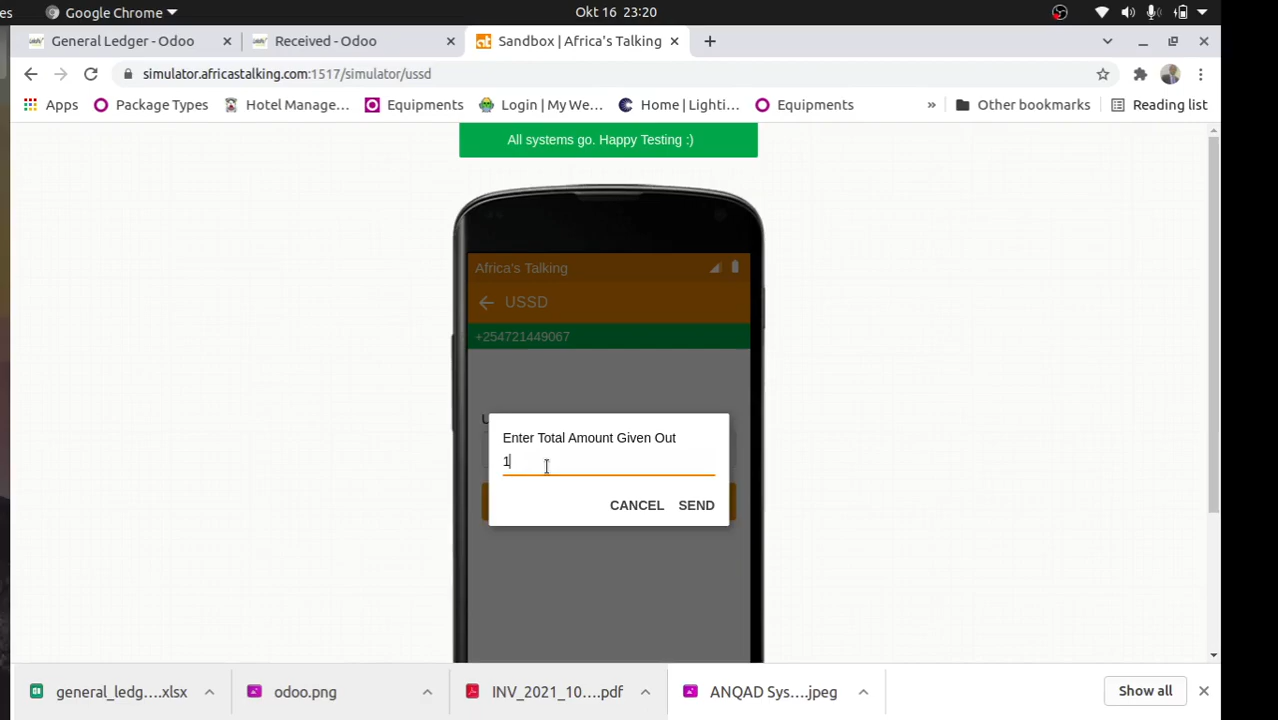 es
Google Chrome
Okt 16 23:20
General Ledger - Odoo
Received - Odoo
at Sandbox | Africa's Talking
simulator.africastalking.com:1517/simulator/ussd
Apps
Package Types
Hotel Manage...
Equipments
Login | My We...
Home | Lighti...
Equipments
»
Other bookmarks
Reading list
All systems go. Happy Testing :)
Africa's Talking
USSD
+254721449067
U
Enter Total Amount Given Out
1
CANCEL SEND
general_ledg....xlsx
odoo.png
INV_2021_10....pdf
ANQAD Sys....jpeg
Show all